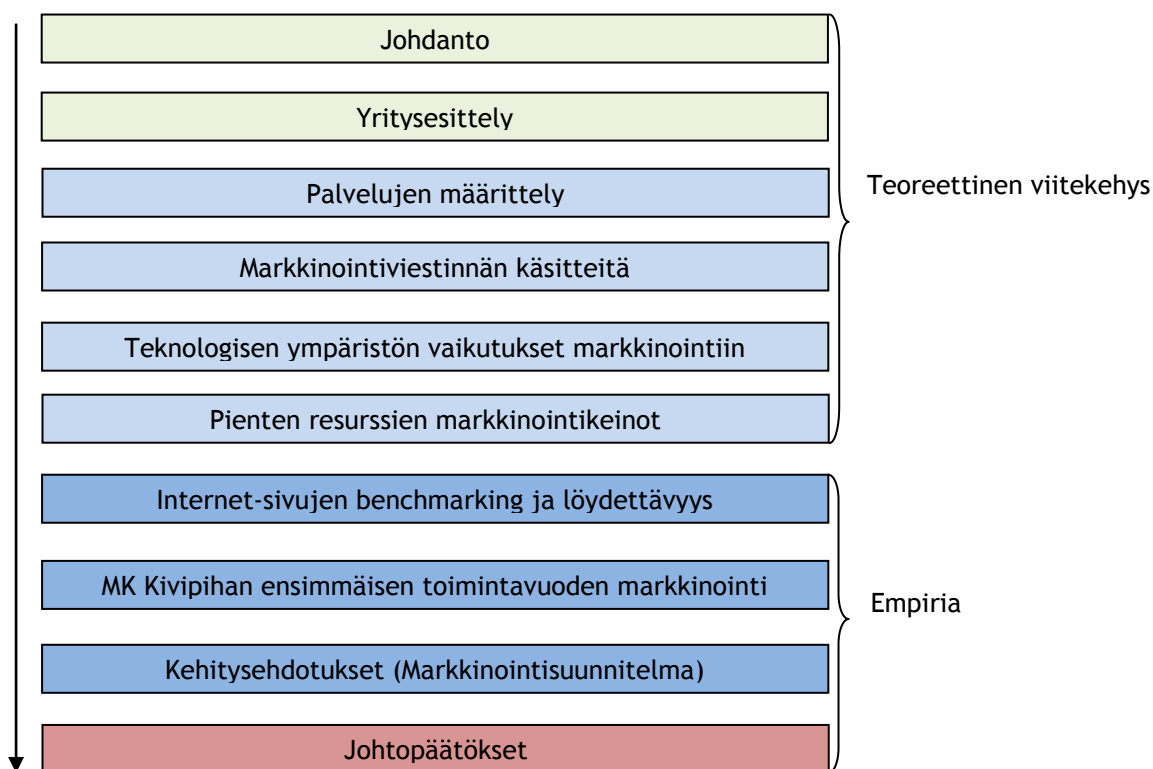 Johdanto
Yritysesittely
Palvelujen määrittely
Teoreettinen viitekehys
Markkinointiviestinnän käsitteitä
Teknologisen ympäristön vaikutukset markkinointiin
Pienten resurssien markkinointikeinot
Internet-sivujen benchmarking ja löydettävyys
MK Kivipihan ensimmäisen toimintavuoden markkinointi
Empiria
Kehitysehdotukset (Markkinointisuunnitelma)
Johtopäätökset